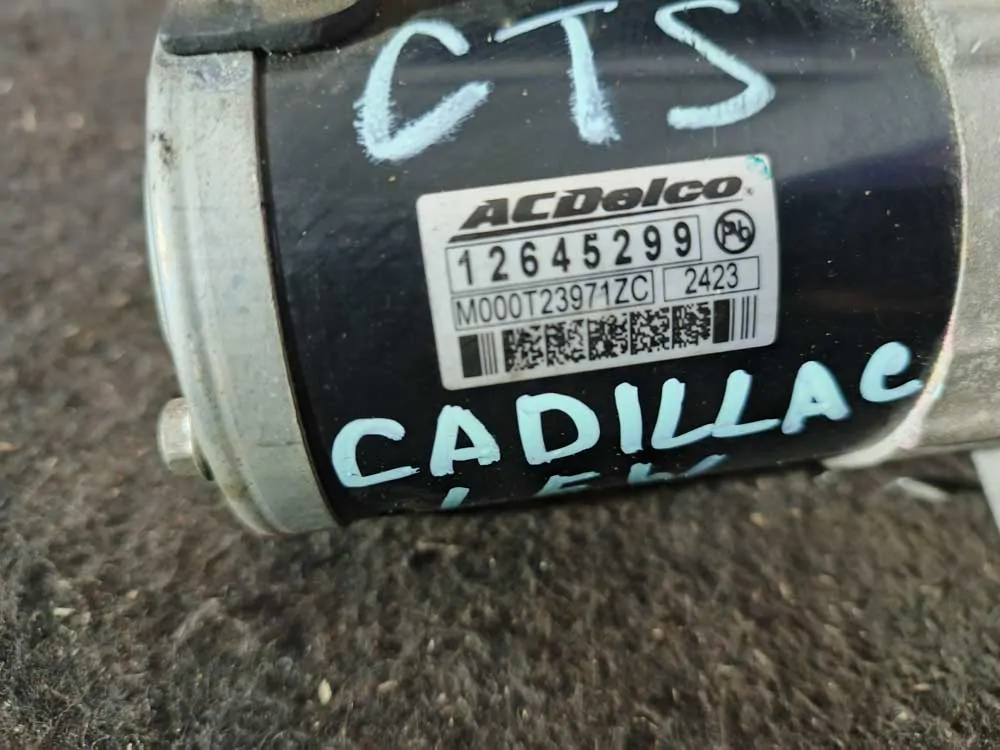 CTS
ACDelco
12645299 Pb
M000T23971ZC 2423
CADILLAC